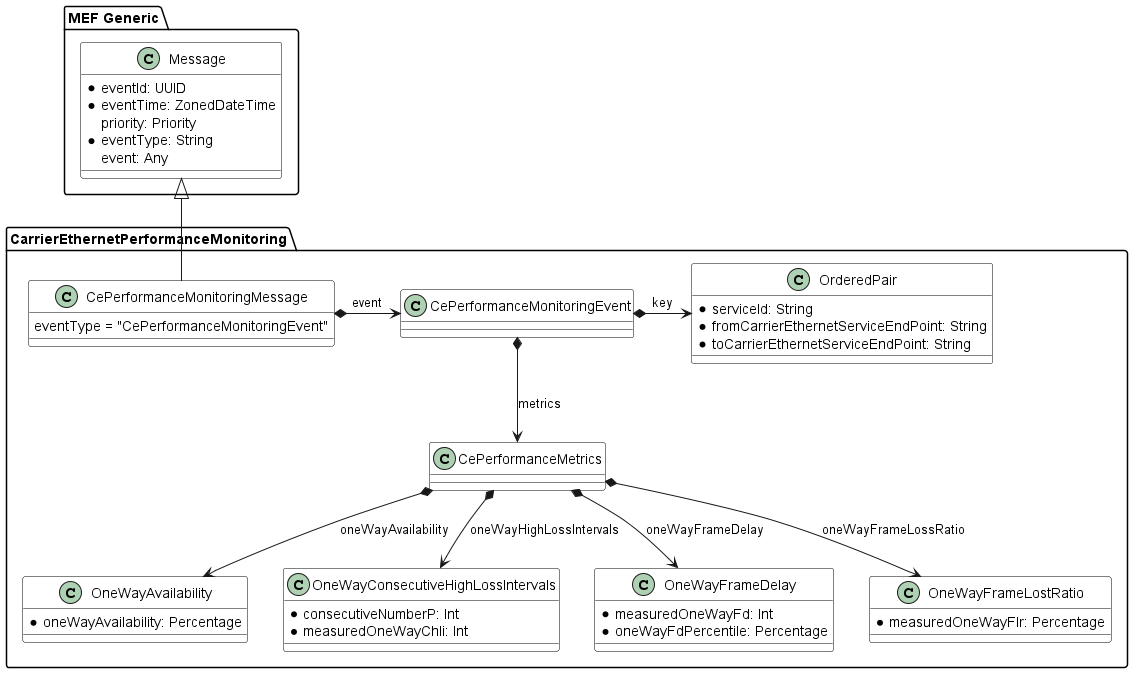 MEF Generic
C Message
eventId: UUID
eventTime: ZonedDateTime
priority: Priority
eventType: String
event: Any
CarrierEthernetPerformanceMonitoring
C CePerformanceMonitoringMessage
eventType = "CePerformanceMonitoringEvent"
event
C CePerformanceMonitoringEvent
key
C OrderedPair
serviceId: String
fromCarrierEthernetServiceEndPoint: String
toCarrierEthernetServiceEndPoint: String
metrics
C CePerformanceMetrics
oneWayAvailability
oneWayHighLossIntervals
oneWayFrameDelay
oneWayFrameLossRatio
C OneWayAvailability
oneWayAvailability: Percentage
C OneWayConsecutiveHighLossIntervals
consecutiveNumberP: Int
measuredOneWayChli: Int
C OneWayFrameDelay
measuredOneWayFd: Int
oneWayFdPercentile: Percentage
C OneWayFrameLostRatio
measuredOneWayFlr: Percentage